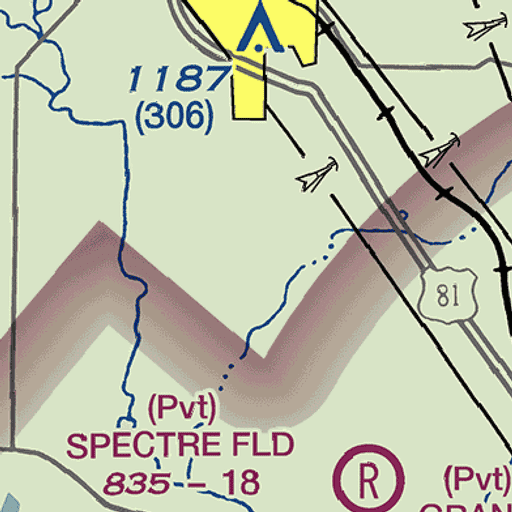 1187
(306)
81
(Pvt)
SPECTRE FLD
835 - 18
R
(Pvt)